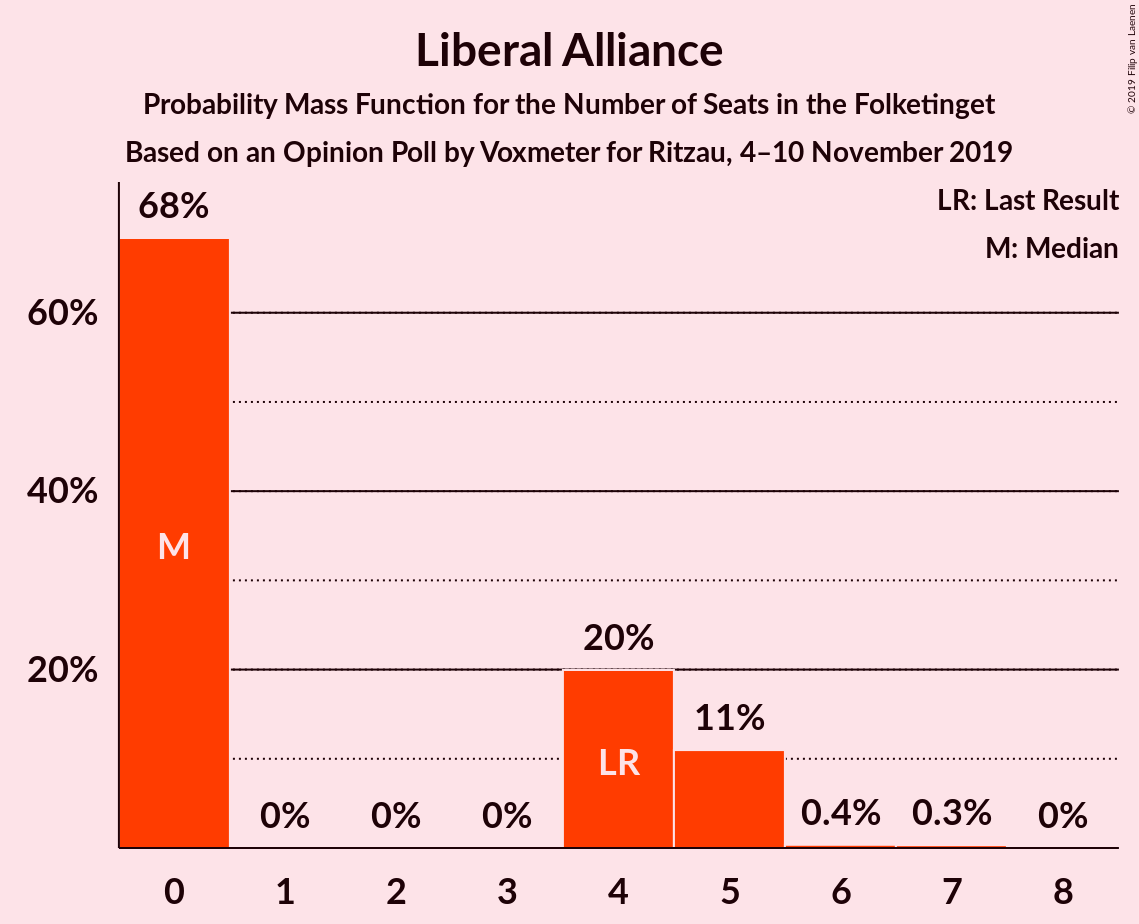 Liberal Alliance
Probability Mass Function for the Number of Seats in the Folketinget
Based on an Opinion Poll by Voxmeter for Ritzau, 4–10 November 2019
© 2019 Filip van Laenen
LR: Last Result
M: Median
68%
60%
40%
20%
M
0%
0%
0%
20%
LR
11%
0.4%
0.3%
0%
0 1 2 3 4 5 6 7 8